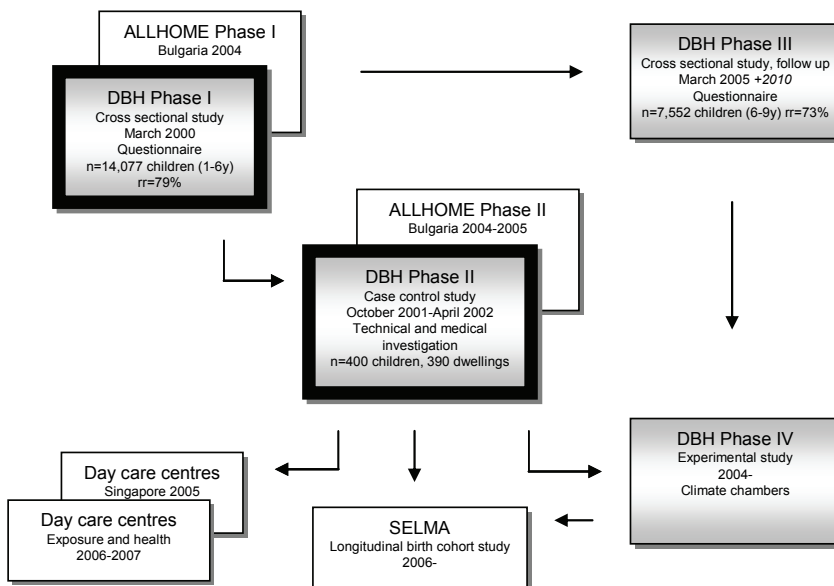 ALLHOME Phase I
Bulgaria 2004
DBH Phase I
Cross sectional study
March 2000
Questionnaire
n=14,077 children (1-6y)
rr=79%
DBH Phase III
Cross sectional study, follow up
March 2005 +2010
Questionnaire
n=7,552 children (6-9y) rr=73%
ALLHOME Phase II
Bulgaria 2004-2005
DBH Phase II
Case control study
October 2001-April 2002
Technical and medical
investigation
n=400 children, 390 dwellings
DBH Phase IV
Experimental study
2004-
Climate chambers
Day care centres
Singapore 2005
Day care centres
Exposure and health
2006-2007
SELMA
Longitudinal birth cohort study
2006-